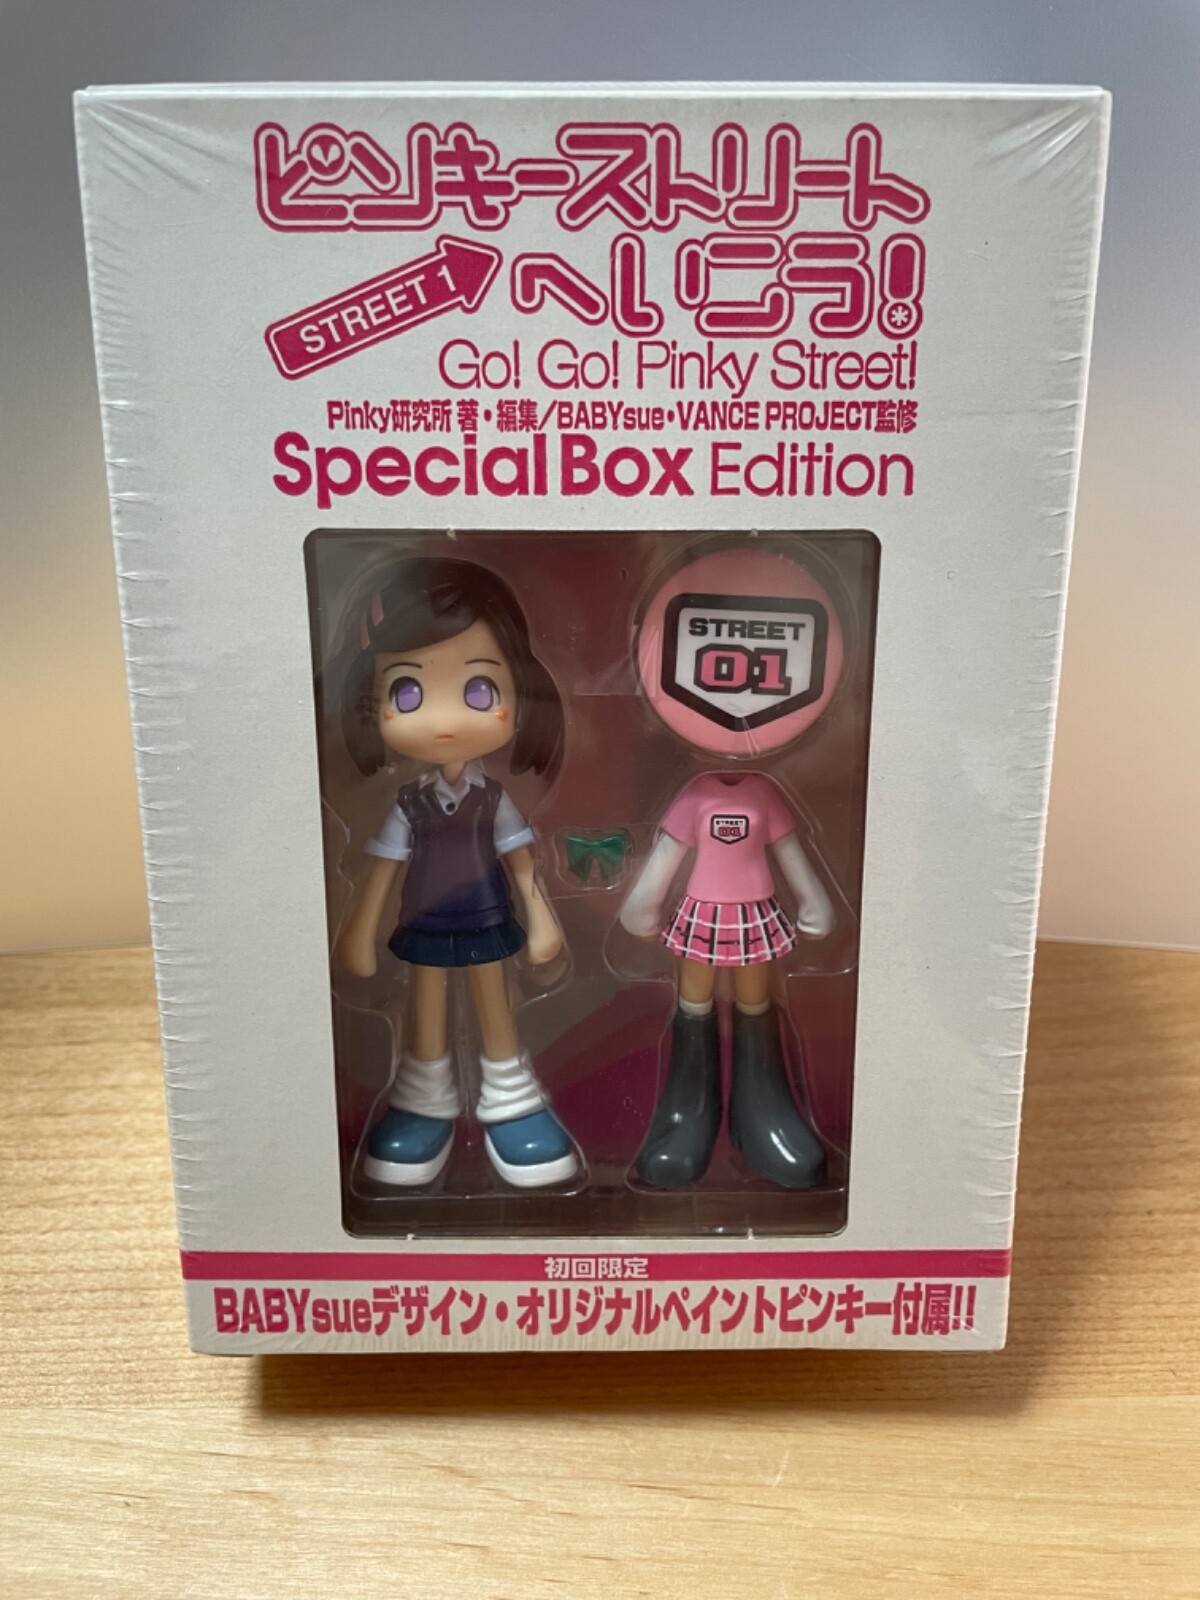 ピンキーストリート
STREET 1
へいこう!
Go! Go! Pinky Street!
Pinky研究所 著・編集/BABYsue・VANCE PROJECT監修
Special Box Edition
STREET
01
STREET
01
初回限定
BABYsueデザイン・オリジナルペイントピンキー付属!!